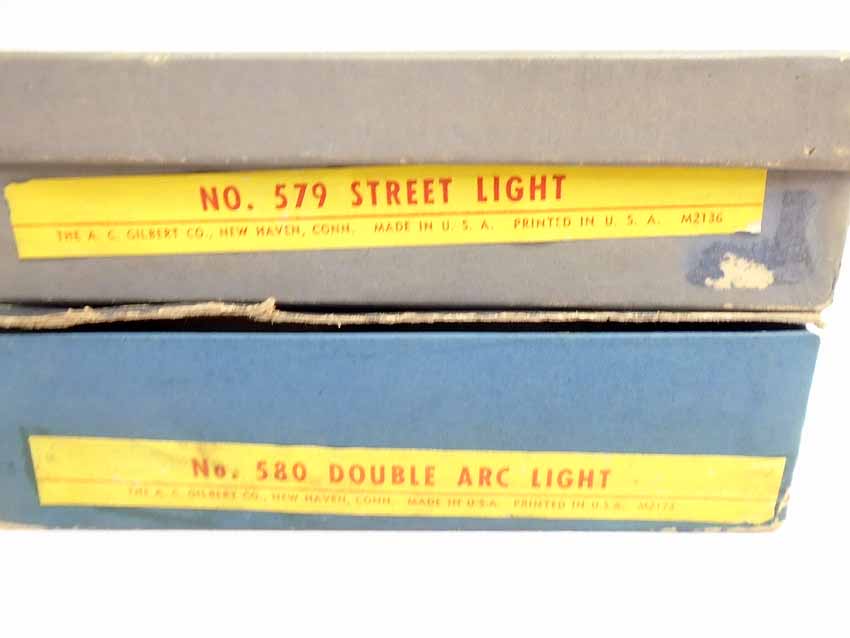 NO. 579 STREET LIGHT
THE A. C. GILBERT CO., NEW HAVEN, CONN. MADE IN U. S. A. PRINTED IN U. S. A. M2136
No. 580 DOUBLE ARC LIGHT
THE A. C. GILBERT CO., NEW HAVEN, CONN. MADE IN U.S.A. PRINTED IN U.S.A.